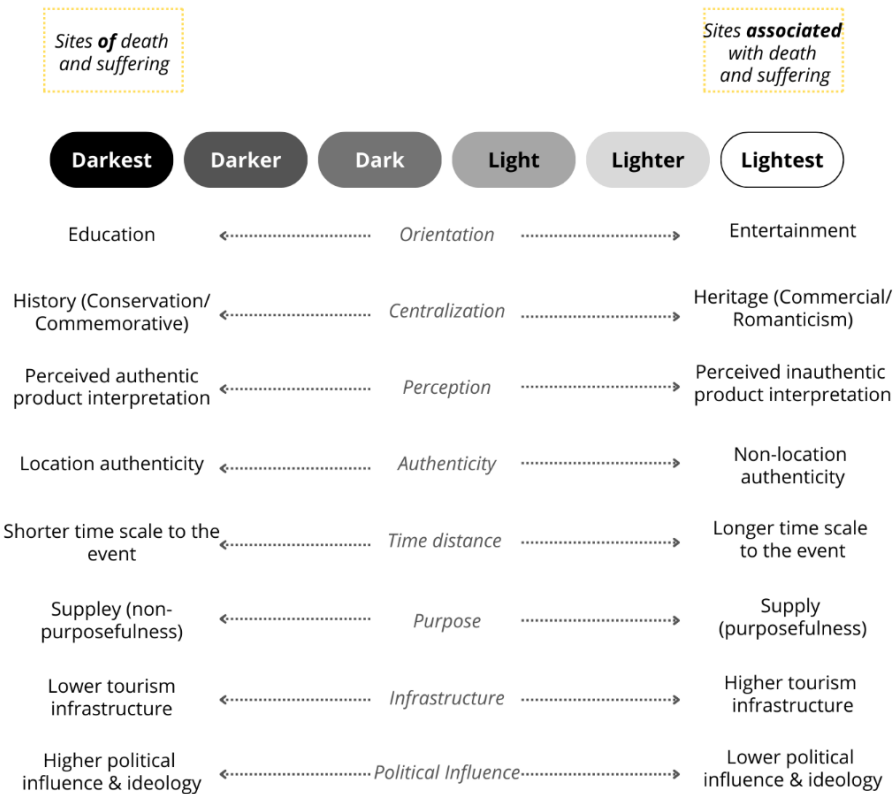 Sites of death
and suffering
Sites associated
with death
and suffering
Darkest
Darker
Dark
Light
Lighter
Lightest
Education
Orientation
Entertainment
History (Conservation/
Commemorative)
Centralization
Heritage (Commercial/
Romanticism)
Perceived authentic
product interpretation
Perception
Perceived inauthentic
product interpretation
Location authenticity
Authenticity
Non-location
authenticity
Shorter time scale to the
event
Time distance
Longer time scale
to the event
Suppley (non-
purposefulness)
Purpose
Supply
(purposefulness)
Lower tourism
infrastructure
Infrastructure
Higher tourism
infrastructure
Higher political
influence & ideology
Political Influence
Lower political
influence & ideology